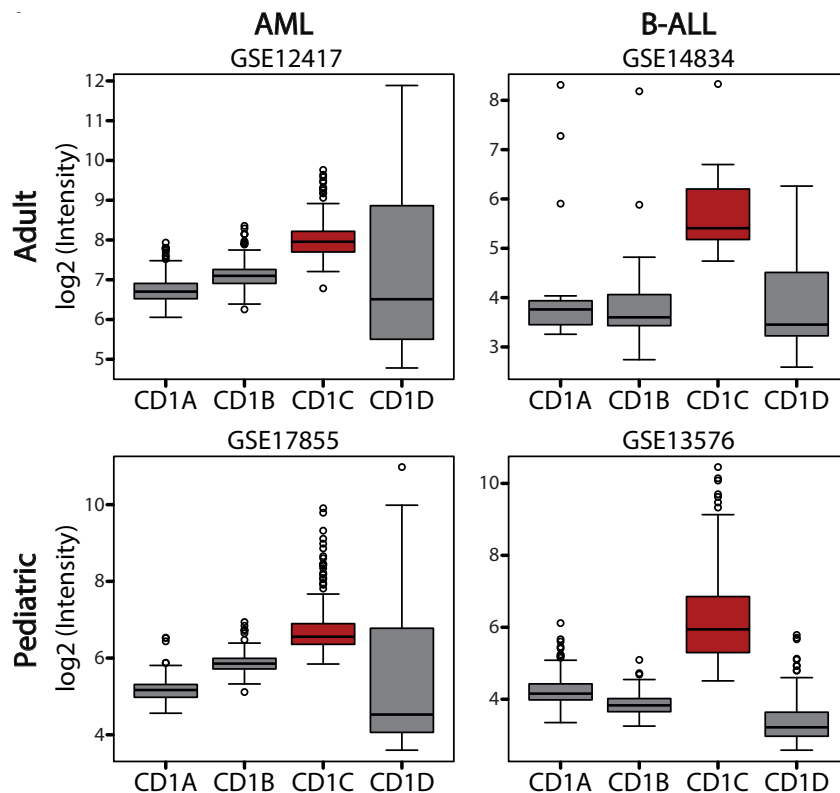 AML
B-ALL
GSE12417
GSE14834
Adult
log2 (Intensity)
12
11
10
9
8
7
6
5
8
7
6
5
4
3
CD1A CD1B CD1C CD1D
CD1A CD1B CD1C CD1D
GSE17855
GSE13576
Pediatric
log2 (Intensity)
10
8
6
4
10
8
6
4
CD1A CD1B CD1C CD1D
CD1A CD1B CD1C CD1D